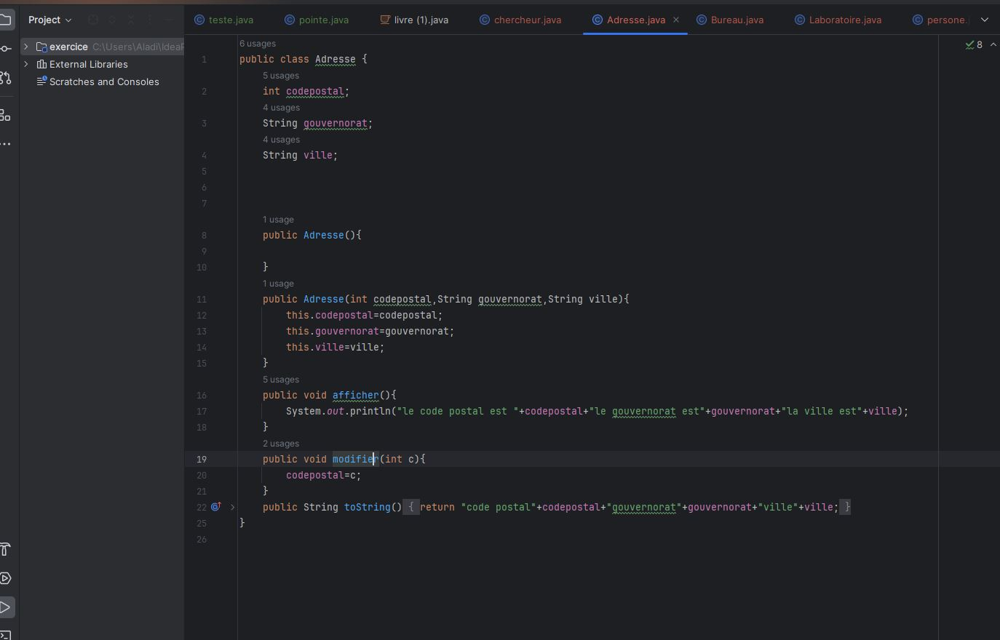 Project
teste.java pointe.java livre (1).java chercheur.java Adresse.java Bureau.java Laboratoire.java persone.
exercice C:\Users\Aladi\IdeaP
External Libraries
Scratches and Consoles
8
6 usages
1 public class Adresse {
5 usages
2 int codepostal;
4 usages
3 String gouvernorat;
4 usages
4 String ville;
5
6
7
1 usage
8 public Adresse(){
9
10 }
1 usage
11 public Adresse(int codepostal,String gouvernorat,String ville){
12 this.codepostal=codepostal;
13 this.gouvernorat=gouvernorat;
14 this.ville=ville;
15 }
5 usages
16 public void afficher(){
17 System.out.println("le code postal est "+codepostal+"le gouvernorat est"+gouvernorat+"la ville est"+ville);
18 }
2 usages
19 public void modifier(int c){
20 codepostal=c;
21 }
22 public String toString() { return "code postal"+codepostal+"gouvernorat"+gouvernorat+"ville"+ville; }
25 }
26